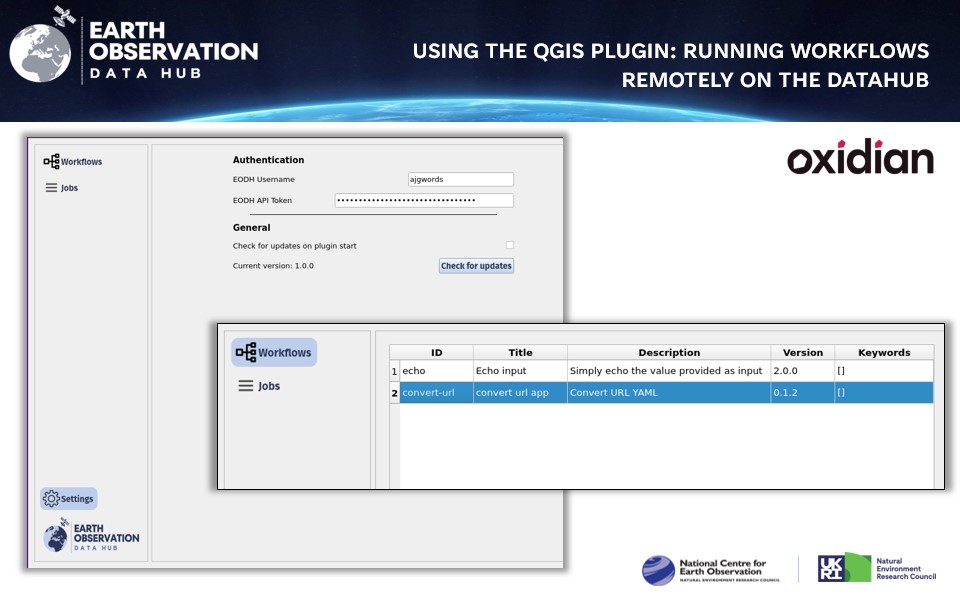 EARTH
OBSERVATION
DATA HUB
USING THE QGIS PLUGIN: RUNNING WORKFLOWS
REMOTELY ON THE DATAHUB
oxidian
Workflows
Jobs
Authentication
EODH Username ajgwords
EODH API Token ••••••••••••••••••••••••••••••••
General
Check for updates on plugin start
Current version: 1.0.0 Check for updates
Settings
EARTH
OBSERVATION
DATA HUB
Workflows
Jobs
ID Title Description Version Keywords
1 echo Echo input Simply echo the value provided as input 2.0.0 []
2 convert-url convert url app Convert URL YAML 0.1.2 []
National Centre for
Earth Observation
NATURAL ENVIRONMENT RESEARCH COUNCIL
UK
RI
Natural
Environment
Research Council